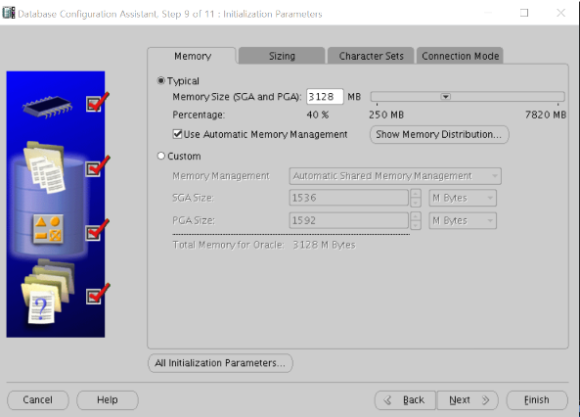 Database Configuration Assistant, Step 9 of 11 : Initialization Parameters
Memory Sizing Character Sets Connection Mode
Typical
Memory Size (SGA and PGA): 3128 MB
Percentage: 40 % 250 MB 7820 MB
Use Automatic Memory Management Show Memory Distribution...
Custom
Memory Management Automatic Shared Memory Management
SGA Size: 1536 M Bytes
PGA Size: 1592 M Bytes
Total Memory for Oracle: 3128 M Bytes
?
All Initialization Parameters...
Cancel Help Back Next Finish